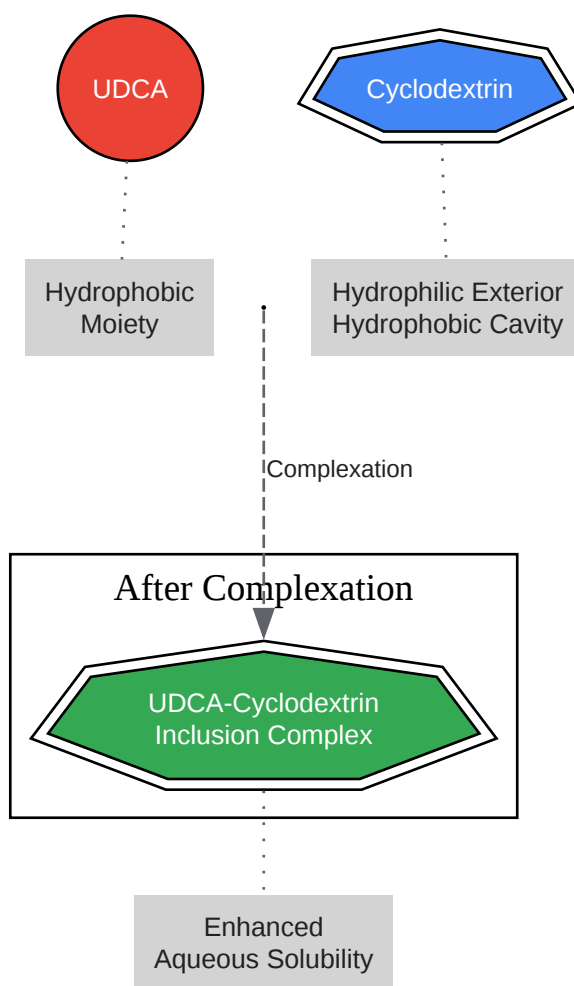 UDCA
Cyclodextrin
Hydrophobic
Moiety
Hydrophilic Exterior
Hydrophobic Cavity
Complexation
After Complexation
UDCA-Cyclodextrin
Inclusion Complex
Enhanced
Aqueous Solubility